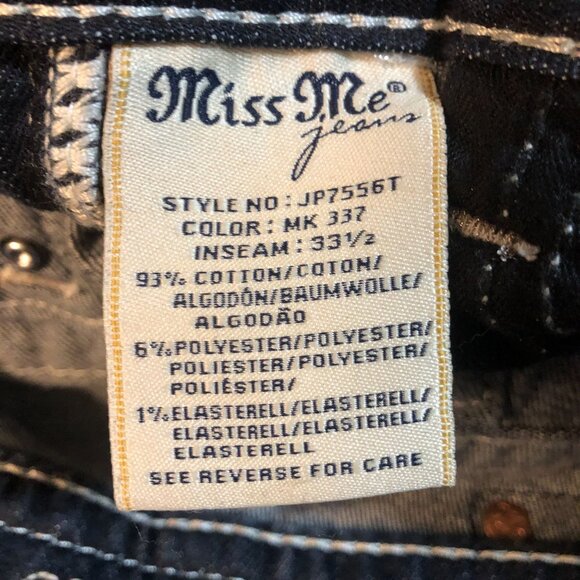 Miss Me®
jeans
STYLE NO: JP7556T
COLOR: MK 337
INSEAM: 33½
93% COTTON/COTON/
ALGODÓN/BAUMWOLLE/
ALGODÃO
6% POLYESTER/POLYESTER/
POLIESTER/POLYESTER/
POLIÉSTER/
1% ELASTERELL/ELASTERELL/
ELASTERELL/ELASTERELL/
ELASTERELL
SEE REVERSE FOR CARE